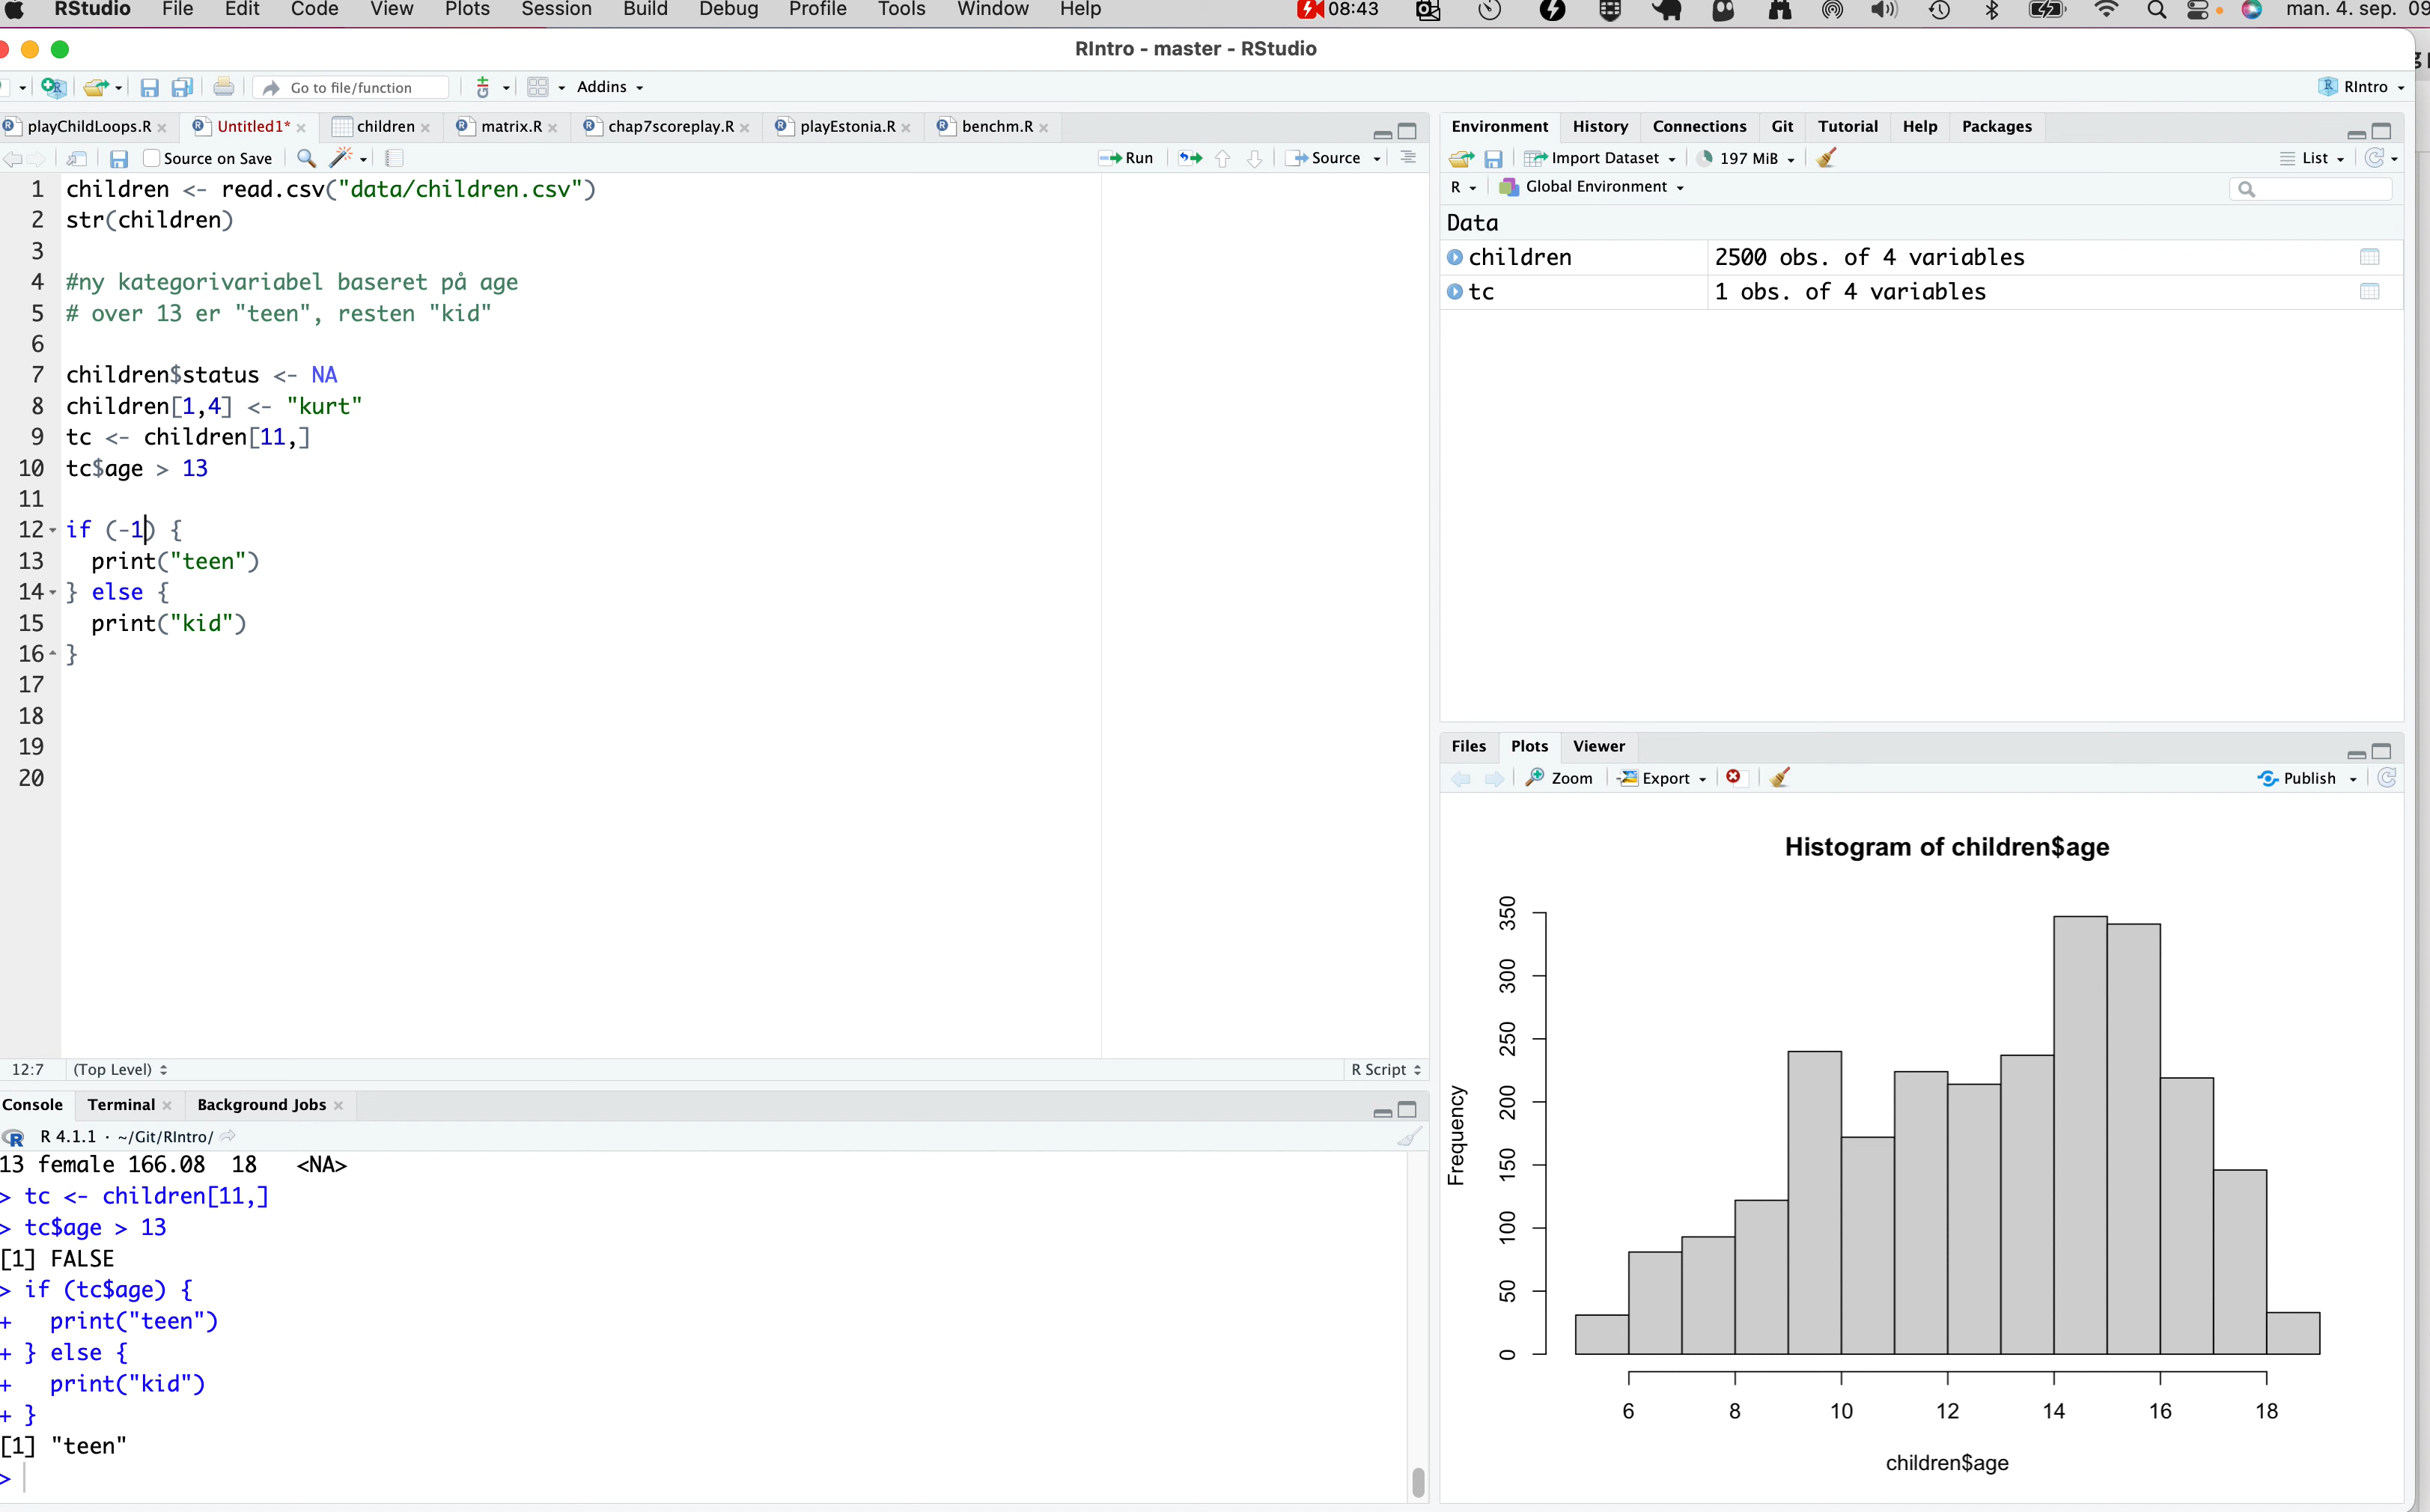 RStudio File Edit Code View Plots Session Build Debug Profile Tools Window Help 08:43 man. 4. sep. 09
RIntro - master - RStudio
Go to file/function Addins RIntro
playChildLoops.R Untitled1* children matrix.R chap7scoreplay.R playEstonia.R benchm.R
Source on Save Run Source
1 children <- read.csv("data/children.csv")
2 str(children)
3
4 #ny kategorivariabel baseret på age
5 # over 13 er "teen", resten "kid"
6
7 children$status <- NA
8 children[1,4] <- "kurt"
9 tc <- children[11,]
10 tc$age > 13
11
12 if (-1) {
13   print("teen")
14 } else {
15   print("kid")
16 }
17
18
19
20
12:7 (Top Level) R Script
Console Terminal Background Jobs
R 4.1.1 · ~/Git/RIntro/
13 female 166.08  18   <NA>
> tc <- children[11,]
> tc$age > 13
[1] FALSE
> if (tc$age) {
+   print("teen")
+ } else {
+   print("kid")
+ }
[1] "teen"
>
Environment History Connections Git Tutorial Help Packages
Import Dataset 197 MiB List
R Global Environment
Data
children 2500 obs. of 4 variables
tc 1 obs. of 4 variables
Files Plots Viewer
Zoom Export Publish
Histogram of children$age
Frequency
350
300
250
200
150
100
50
0
6 8 10 12 14 16 18
children$age